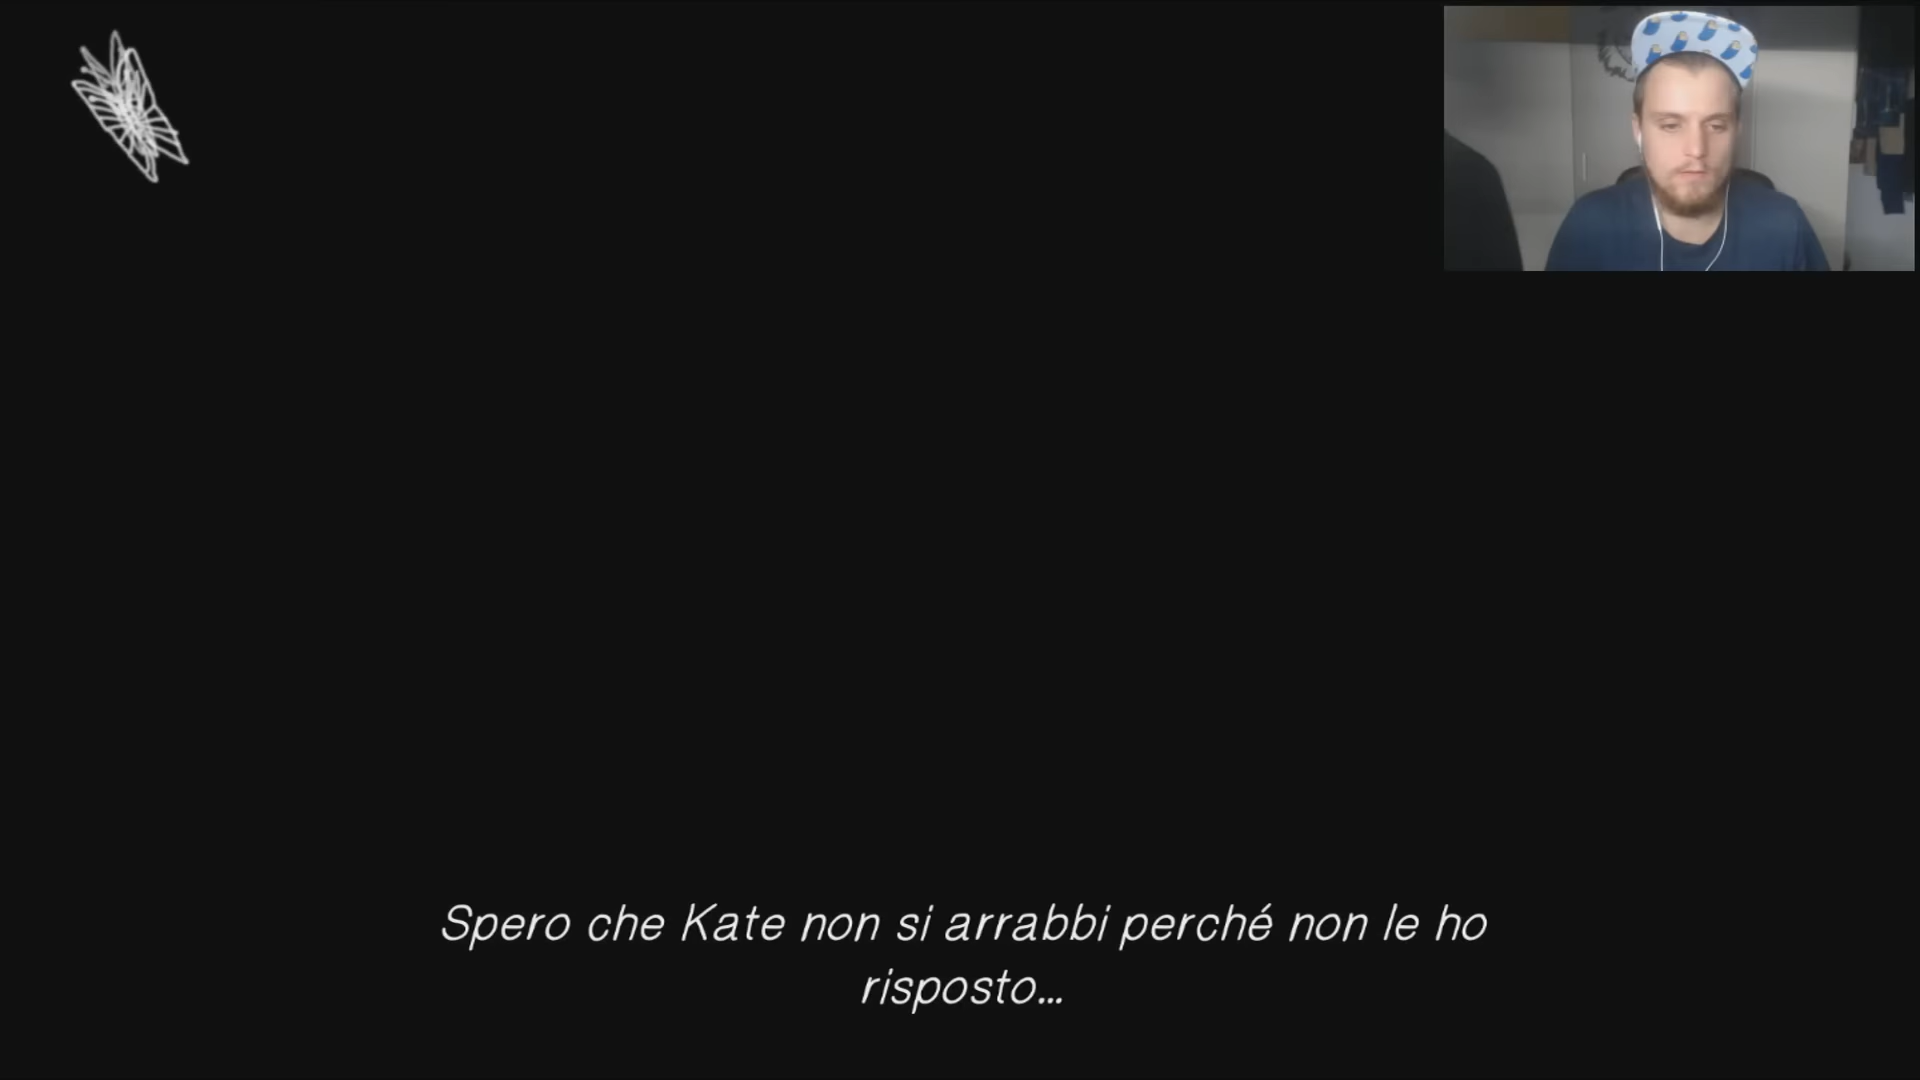 Spero che Kate non si arrabbi perché non le ho
risposto...